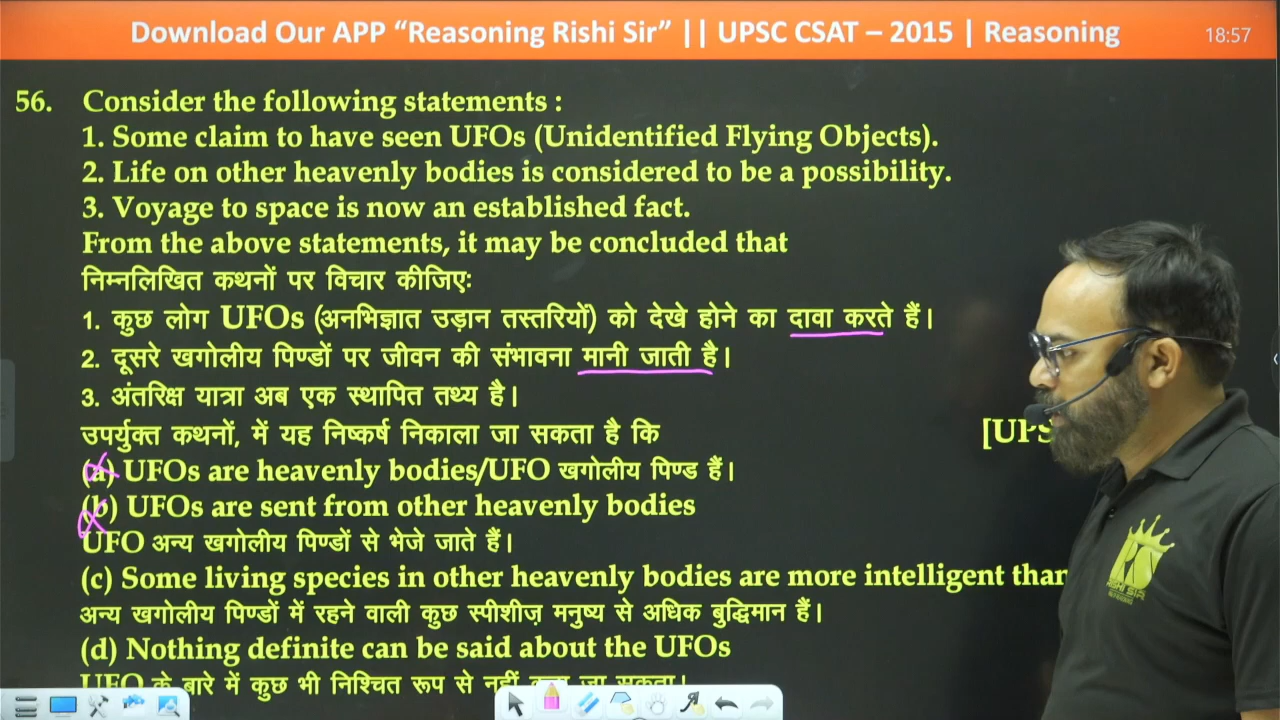 Download Our APP “Reasoning Rishi Sir” || UPSC CSAT – 2015 | Reasoning
18:57
56. Consider the following statements :
1. Some claim to have seen UFOs (Unidentified Flying Objects).
2. Life on other heavenly bodies is considered to be a possibility.
3. Voyage to space is now an established fact.
From the above statements, it may be concluded that
निम्नलिखित कथनों पर विचार कीजिएः
1. कुछ लोग UFOs (अनभिज्ञात उड़ान तस्तरियों) को देखे होने का दावा करते हैं।
2. दूसरे खगोलीय पिण्डों पर जीवन की संभावना मानी जाती है।
3. अंतरिक्ष यात्रा अब एक स्थापित तथ्य है।
उपर्युक्त कथनों, में यह निष्कर्ष निकाला जा सकता है कि [UPS
(a) UFOs are heavenly bodies/UFO खगोलीय पिण्ड हैं।
(b) UFOs are sent from other heavenly bodies
UFO अन्य खगोलीय पिण्डों से भेजे जाते हैं।
(c) Some living species in other heavenly bodies are more intelligent than
अन्य खगोलीय पिण्डों में रहने वाली कुछ स्पीशीज़ मनुष्य से अधिक बुद्धिमान हैं।
(d) Nothing definite can be said about the UFOs
UFO के बारे में कुछ भी निश्चित रूप से नहीं जा सकता।
RISHI SIR